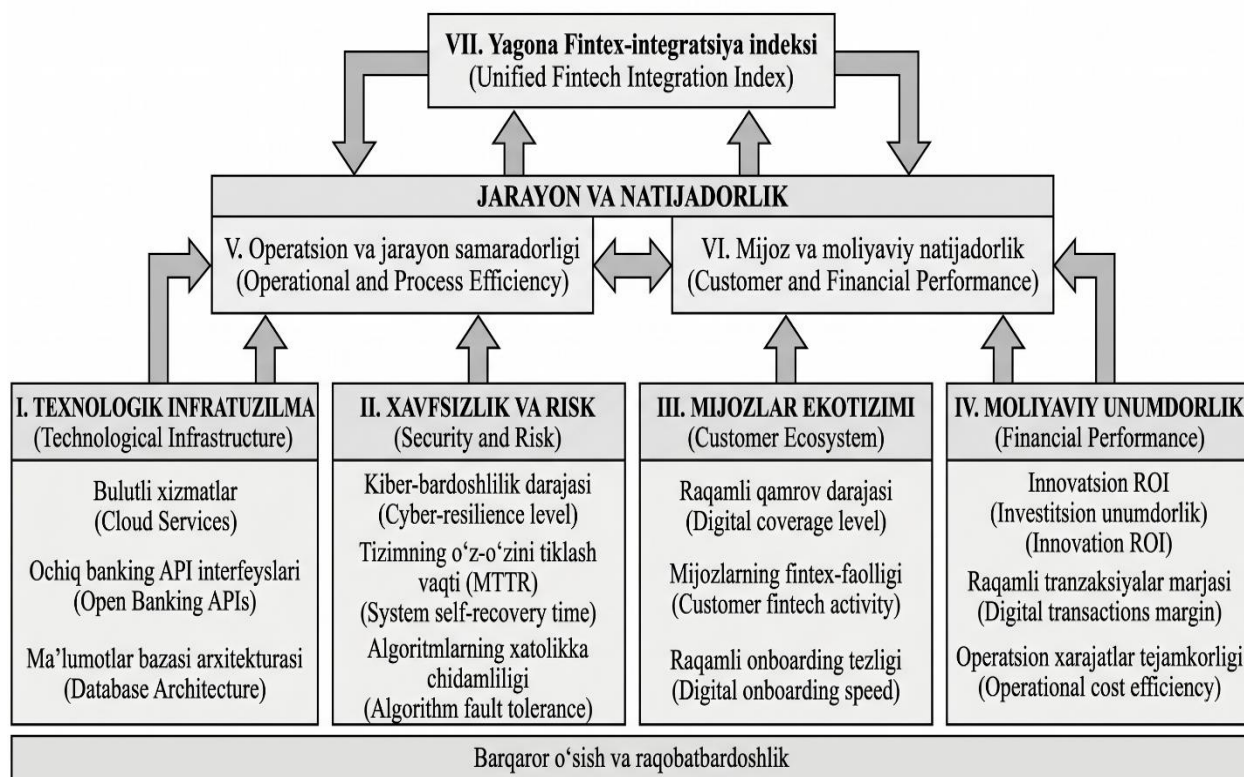 VII. Yagona Fintex-integratsiya indeksi
(Unified Fintech Integration Index)
JARAYON VA NATIJADORLIK
V. Operatsion va jarayon samaradorligi
(Operational and Process Efficiency)
VI. Mijoz va moliyaviy natijadorlik
(Customer and Financial Performance)
I. TEXNOLOGIK INFRATUZILMA
(Technological Infrastructure)
Bulutli xizmatlar
(Cloud Services)
Ochiq banking API interfeyslari
(Open Banking APIs)
Ma’lumotlar bazasi arxitekturasi
(Database Architecture)
II. XAVFSIZLIK VA RISK
(Security and Risk)
Kiber-bardoshlilik darajasi
(Cyber-resilience level)
Tizimning o‘z-o‘zini tiklash
vaqti (MTTR)
(System self-recovery time)
Algoritmlarning xatolikka
chidamliligi
(Algorithm fault tolerance)
III. MIJOZLAR EKOTIZIMI
(Customer Ecosystem)
Raqamli qamrov darajasi
(Digital coverage level)
Mijozlarning fintex-faolligi
(Customer fintech activity)
Raqamli onboarding tezligi
(Digital onboarding speed)
IV. MOLIYAVIY UNUMDORLIK
(Financial Performance)
Innovatsion ROI
(Investitsion unumdorlik)
(Innovation ROI)
Raqamli tranzaksiyalar marjasi
(Digital transactions margin)
Operatsion xarajatlar tejamkorligi
(Operational cost efficiency)
Barqaror o‘sish va raqobatbardoshlik